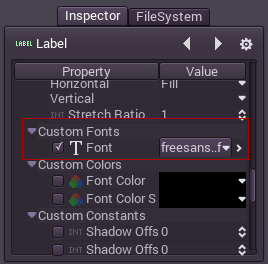 Inspector FileSystem
LABEL Label
Property Value
Horizontal Fill
Vertical
INT Stretch Ratio 1
Custom Fonts
T Font freesans..f
Custom Colors
Font Color
Font Color S
Custom Constants
INT Shadow Offs 0
INT Shadow Offs 0